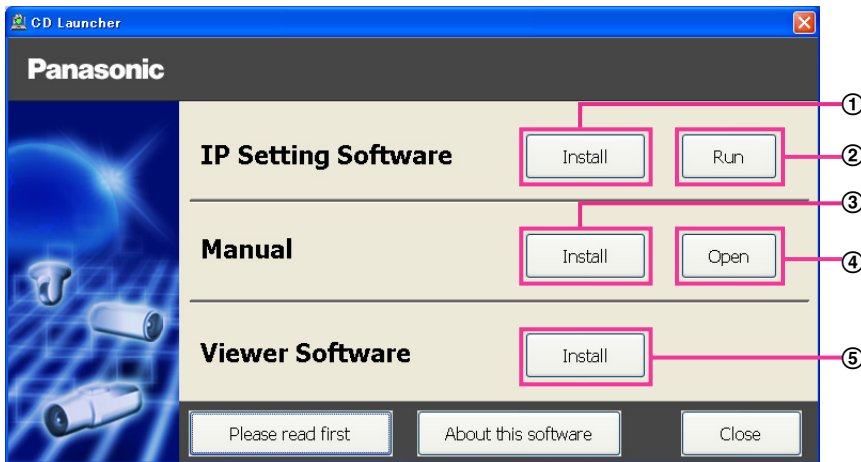 CD Launcher
Panasonic
①
IP Setting Software Install Run ②
③
Manual Install Open ④
Viewer Software Install ⑤
Please read first About this software Close